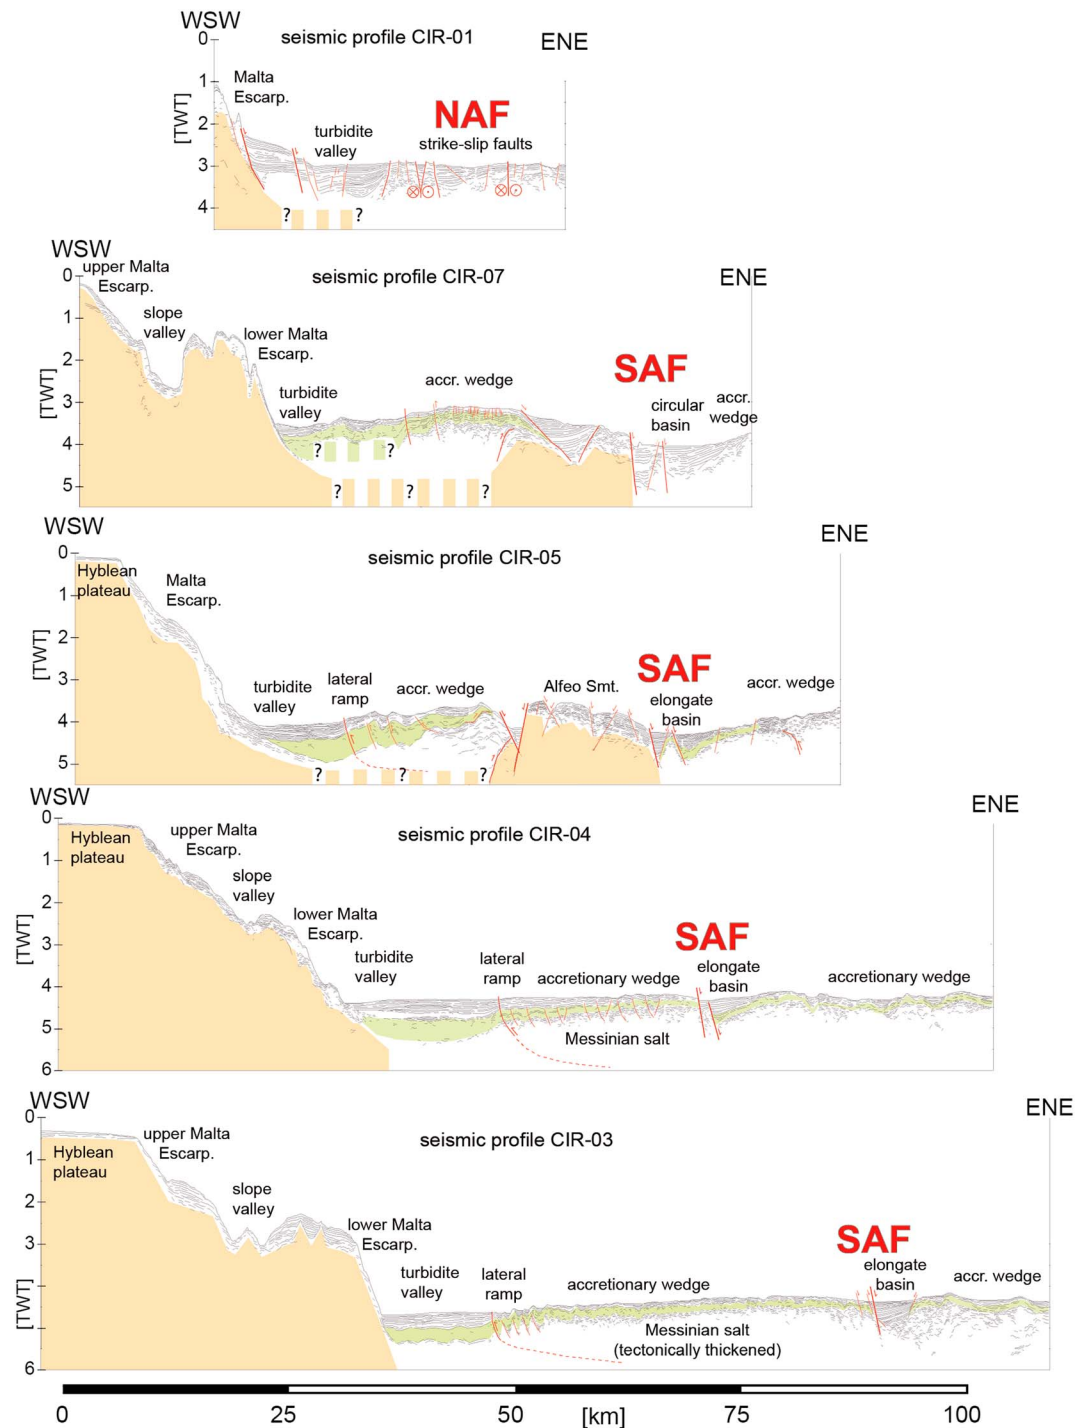 WSW
seismic profile CIR-01
ENE
0
1
2
3
4
[TWT]
Malta
Escarp.
turbidite
valley
NAF
strike-slip faults
?
?
WSW
seismic profile CIR-07
ENE
0
1
2
3
4
5
[TWT]
upper Malta
Escarp.
slope
valley
lower Malta
Escarp.
turbidite
valley
accr. wedge
SAF
circular
basin
accr.
wedge
?
?
?
?
?
WSW
seismic profile CIR-05
ENE
0
1
2
3
4
5
[TWT]
Hyblean
plateau
Malta
Escarp.
turbidite
valley
lateral
ramp
accr. wedge
Alfeo Smt.
SAF
elongate
basin
accr. wedge
?
?
?
WSW
seismic profile CIR-04
ENE
0
1
2
3
4
5
6
[TWT]
Hyblean
plateau
upper Malta
Escarp.
slope
valley
lower Malta
Escarp.
turbidite
valley
lateral
ramp
accretionary wedge
SAF
elongate
basin
accretionary wedge
Messinian salt
WSW
seismic profile CIR-03
ENE
0
1
2
3
6
[TWT]
Hyblean
plateau
upper Malta
Escarp.
slope
valley
lower Malta
Escarp.
turbidite
valley
lateral
ramp
accretionary wedge
SAF
elongate
basin
accr. wedge
Messinian salt
(tectonically thickened)
0
25
50
[km]
75
100